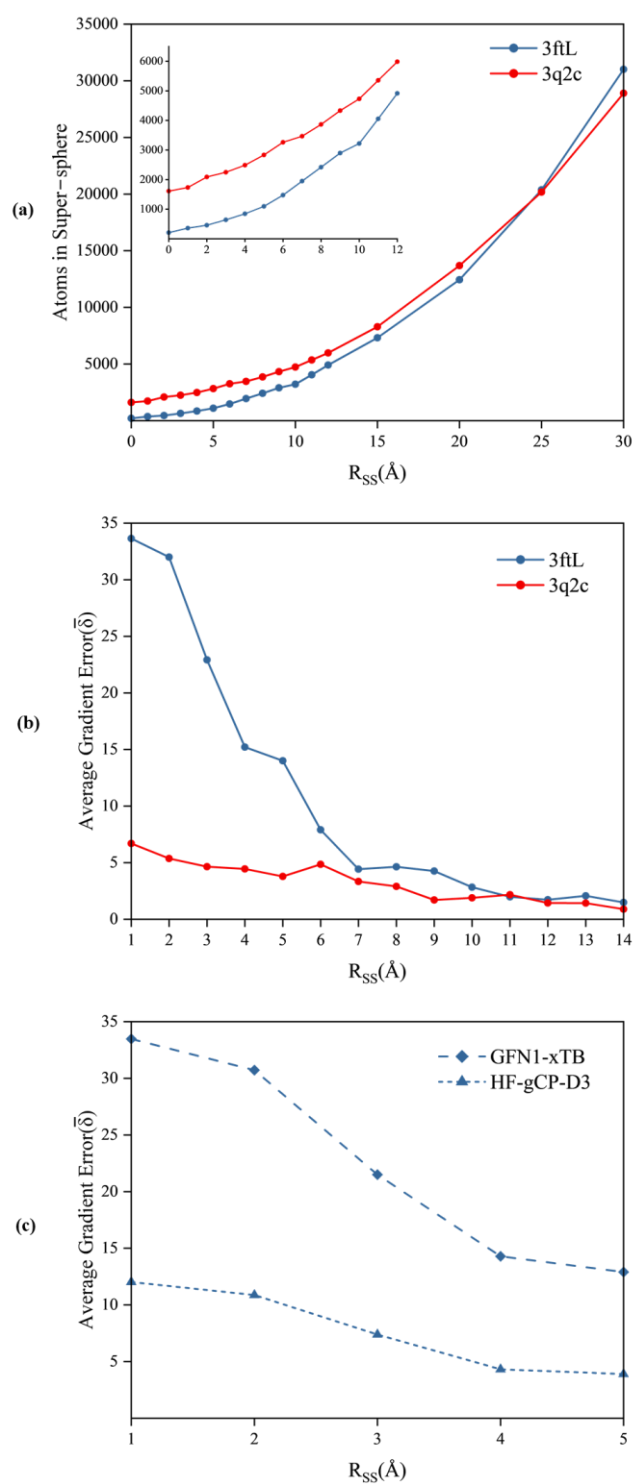 35000
30000
25000
20000
15000
10000
5000
Atoms in Super-sphere
(a)
6000
5000
4000
3000
2000
1000
0 2 4 6 8 10 12
3ftL
3q2c
0 5 10 15 20 25 30
RSS(Å)
35
30
25
20
15
10
5
0
Average Gradient Error(δ̄)
(b)
3ftL
3q2c
1 2 3 4 5 6 7 8 9 10 11 12 13 14
RSS(Å)
35
30
25
20
15
10
5
Average Gradient Error(δ̄)
(c)
GFN1-xTB
HF-gCP-D3
1 2 3 4 5
RSS(Å)